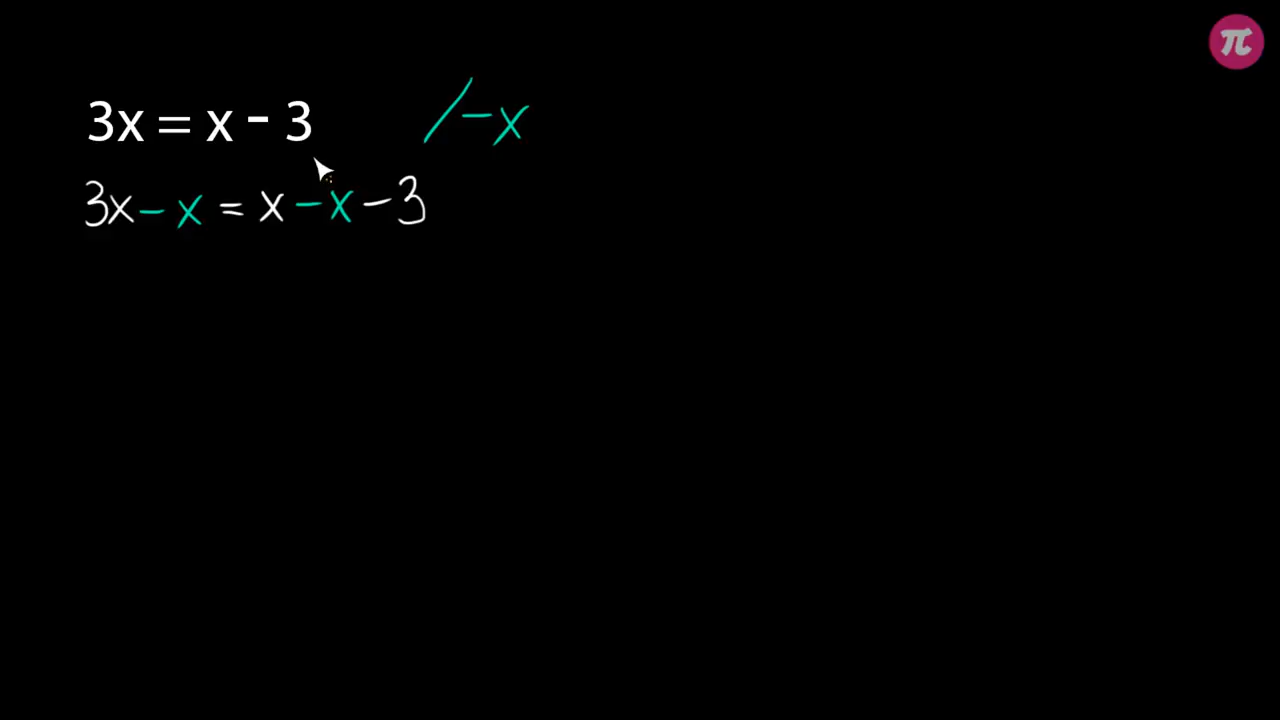 3x = x - 3 /-x
3x - x = x - x - 3
π